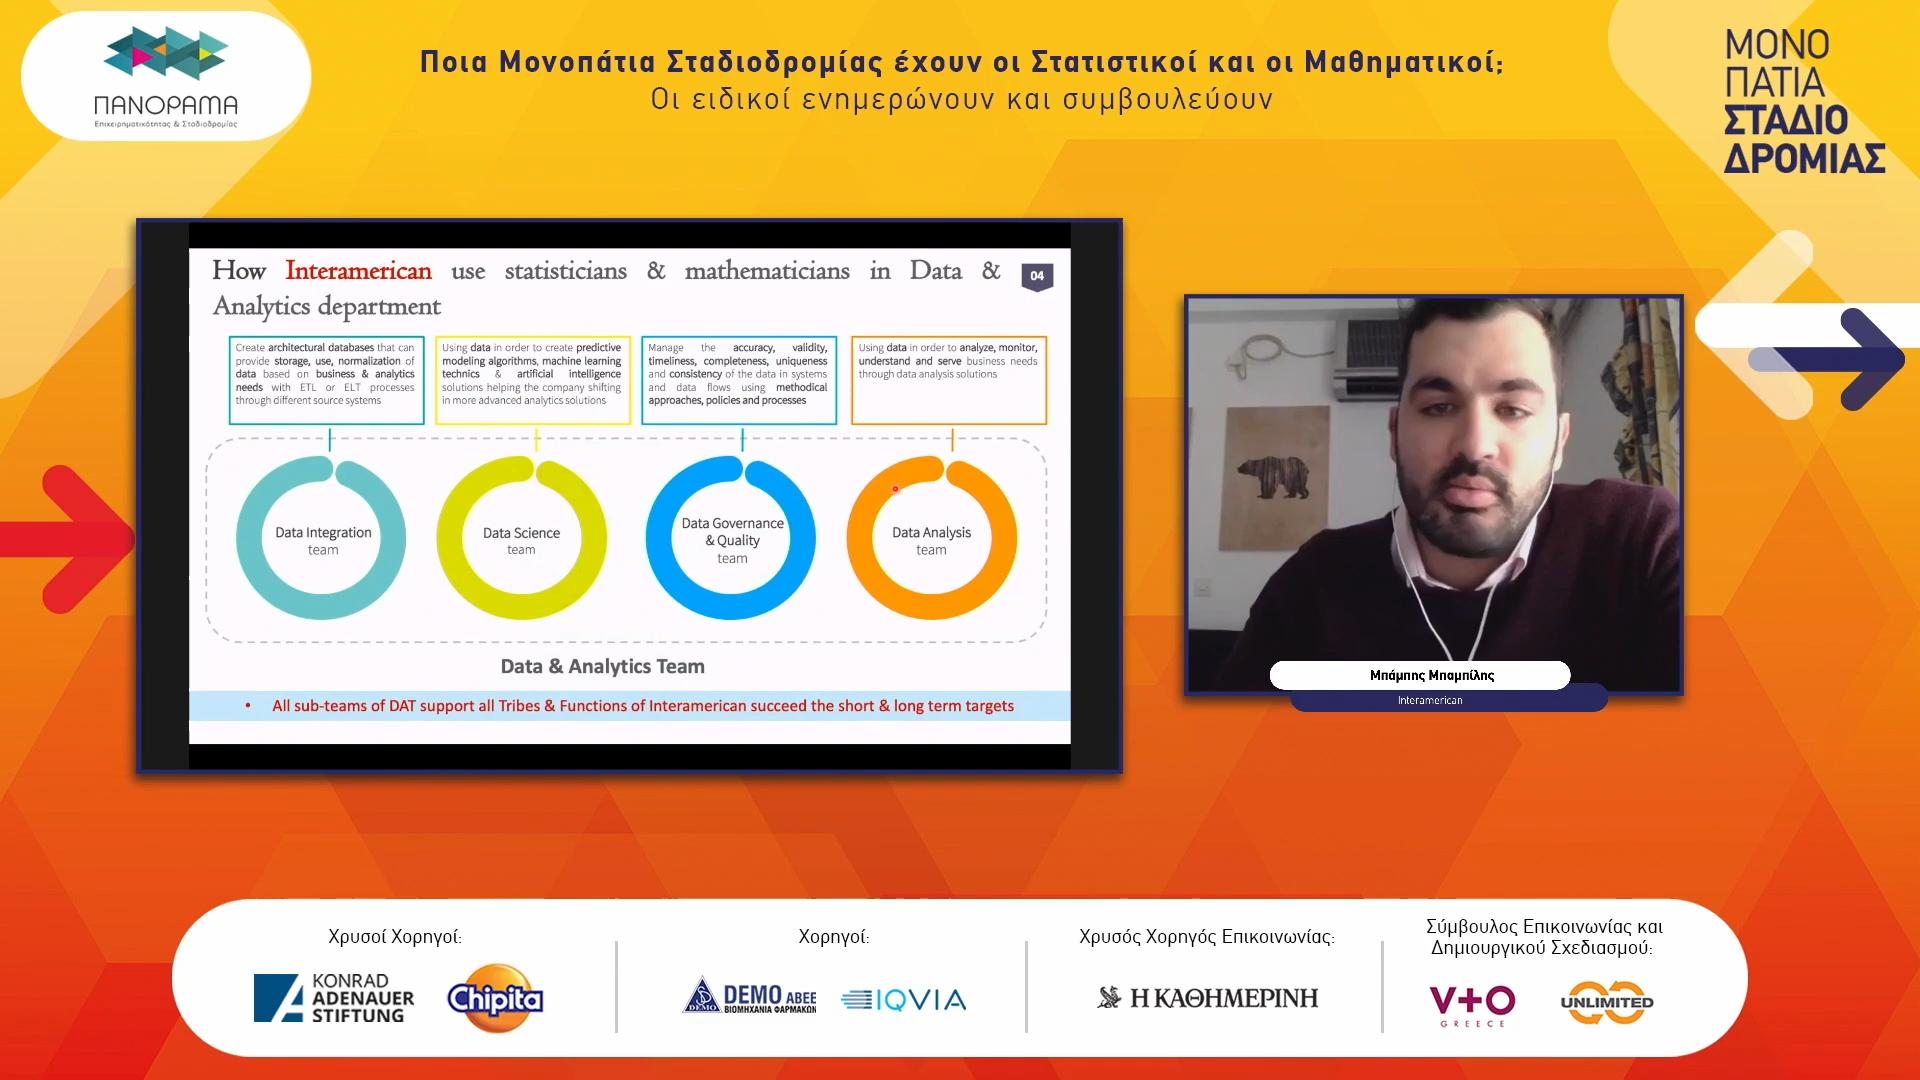 ΠΑΝΟΡΑΜΑ
Επιχειρηματικότητας & Σταδιοδρομίας
Ποια Μονοπάτια Σταδιοδρομίας έχουν οι Στατιστικοί και οι Μαθηματικοί;
Οι ειδικοί ενημερώνουν και συμβουλεύουν
ΜΟΝΟ
ΠΑΤΙΑ
ΣΤΑΔΙΟ
ΔΡΟΜΙΑΣ
How Interamerican use statisticians & mathematicians in Data &
Analytics department
04
Create architectural databases that can
provide storage, use, normalization of
data based on business & analytics
needs with ETL or ELT processes
through different source systems
Using data in order to create predictive
modeling algorithms, machine learning
technics & artificial intelligence
solutions helping the company shifting
in more advanced analytics solutions
Manage the accuracy, validity,
timeliness, completeness, uniqueness
and consistency of the data in systems
and data flows using methodical
approaches, policies and processes
Using data in order to analyze, monitor,
understand and serve business needs
through data analysis solutions
Data Integration
team
Data Science
team
Data Governance
& Quality
team
Data Analysis
team
Data & Analytics Team
• All sub-teams of DAT support all Tribes & Functions of Interamerican succeed the short & long term targets
Μπάμπης Μπαμπίλης
Interamerican
Χρυσοί Χορηγοί:
KONRAD
ADENAUER
STIFTUNG
Chipita
Χορηγοί:
DEMO
DEMO ΑΒΕΕ
ΒΙΟΜΗΧΑΝΙΑ ΦΑΡΜΑΚΩΝ
IQVIA
Χρυσός Χορηγός Επικοινωνίας:
Η ΚΑΘΗΜΕΡΙΝΗ
Σύμβουλος Επικοινωνίας και
Δημιουργικού Σχεδιασμού:
V+O
GREECE
UNLIMITED